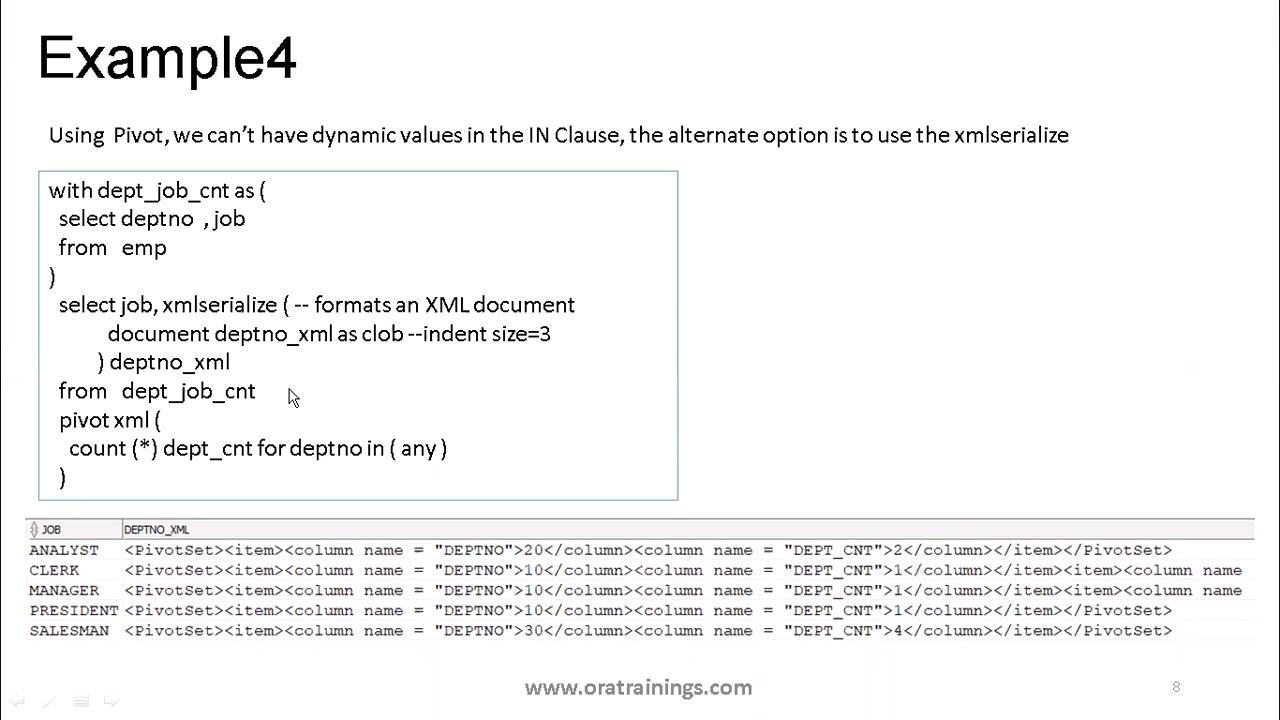 Example4
Using Pivot, we can’t have dynamic values in the IN Clause, the alternate option is to use the xmlserialize
with dept_job_cnt as (
select deptno , job
from emp
)
select job, xmlserialize ( -- formats an XML document
document deptno_xml as clob --indent size=3
) deptno_xml
from dept_job_cnt
pivot xml (
count (*) dept_cnt for deptno in ( any )
)
JOB DEPTNO_XML
ANALYST <PivotSet><item><column name = "DEPTNO">20</column><column name = "DEPT_CNT">2</column></item></PivotSet>
CLERK <PivotSet><item><column name = "DEPTNO">10</column><column name = "DEPT_CNT">1</column></item><item><column name
MANAGER <PivotSet><item><column name = "DEPTNO">10</column><column name = "DEPT_CNT">1</column></item><item><column name
PRESIDENT <PivotSet><item><column name = "DEPTNO">10</column><column name = "DEPT_CNT">1</column></item></PivotSet>
SALESMAN <PivotSet><item><column name = "DEPTNO">30</column><column name = "DEPT_CNT">4</column></item></PivotSet>
www.oratrainings.com
8